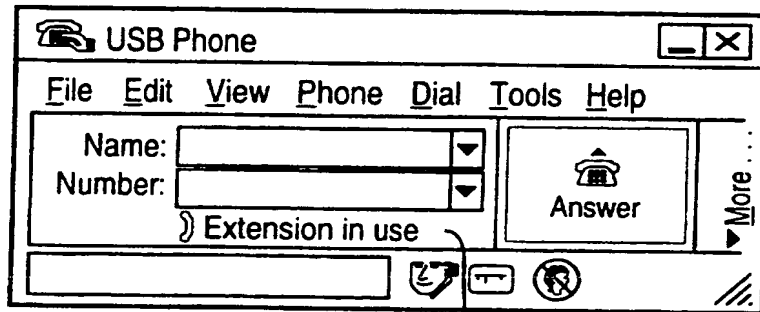 USB Phone
File Edit View Phone Dial Tools Help
Name:
Number:
Extension in use
Answer
More...